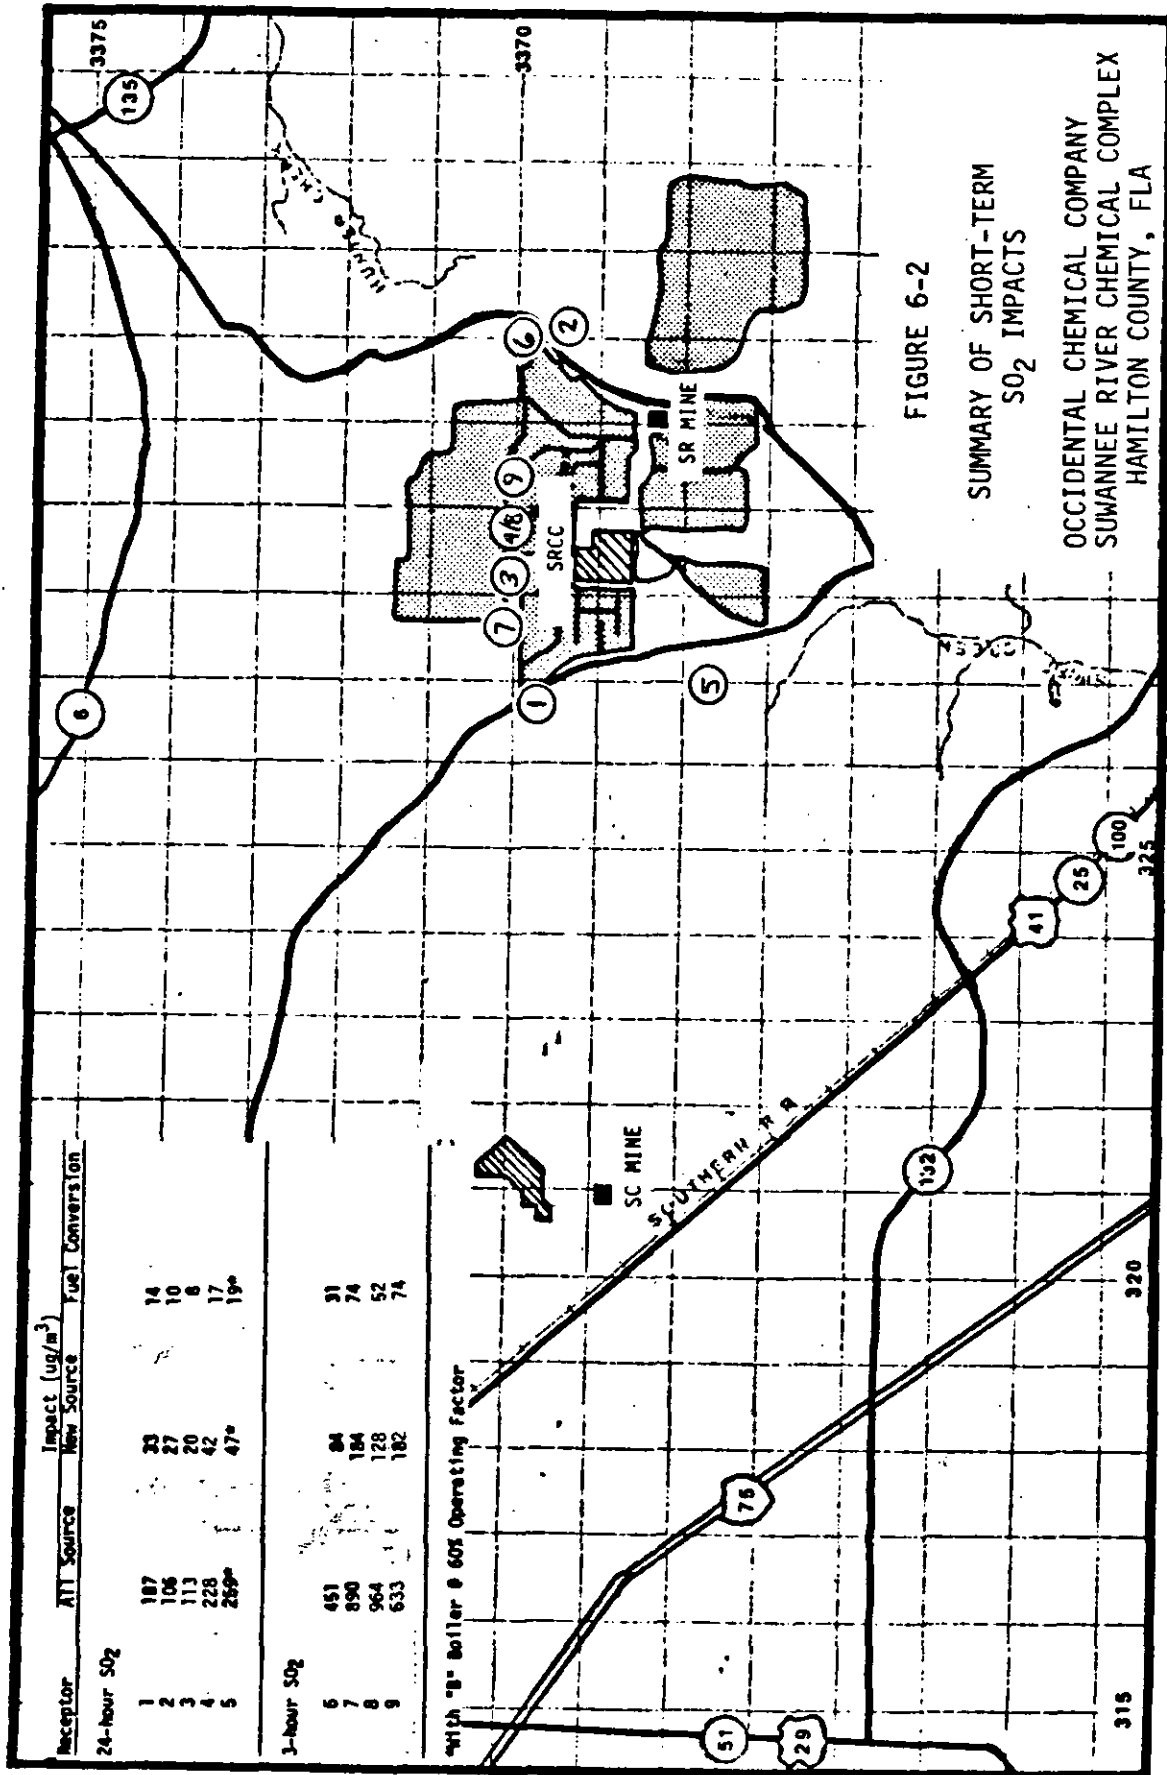 Impact (ug/m3)
Receptor All Source New Source Fuel Conversion
24-hour SO2
1 187 33 14
2 106 27 10
3 113 20 8
4 228 42 17
5 269* 47* 19*
3-hour SO2
6 451 84 31
7 890 184 74
8 964 128 52
9 633 182 74
*With "B" Boiler @ 60% Operating Factor
6
135
3375
3370
HUNTER
7
3
4/8
9
6
2
1
5
SRCC
SR MINE
SC MINE
SOUTHERN R R
51
29
75
132
41
25
100
315
320
325
FIGURE 6-2
SUMMARY OF SHORT-TERM
SO2 IMPACTS
OCCIDENTAL CHEMICAL COMPANY
SUWANNEE RIVER CHEMICAL COMPLEX
HAMILTON COUNTY, FLA